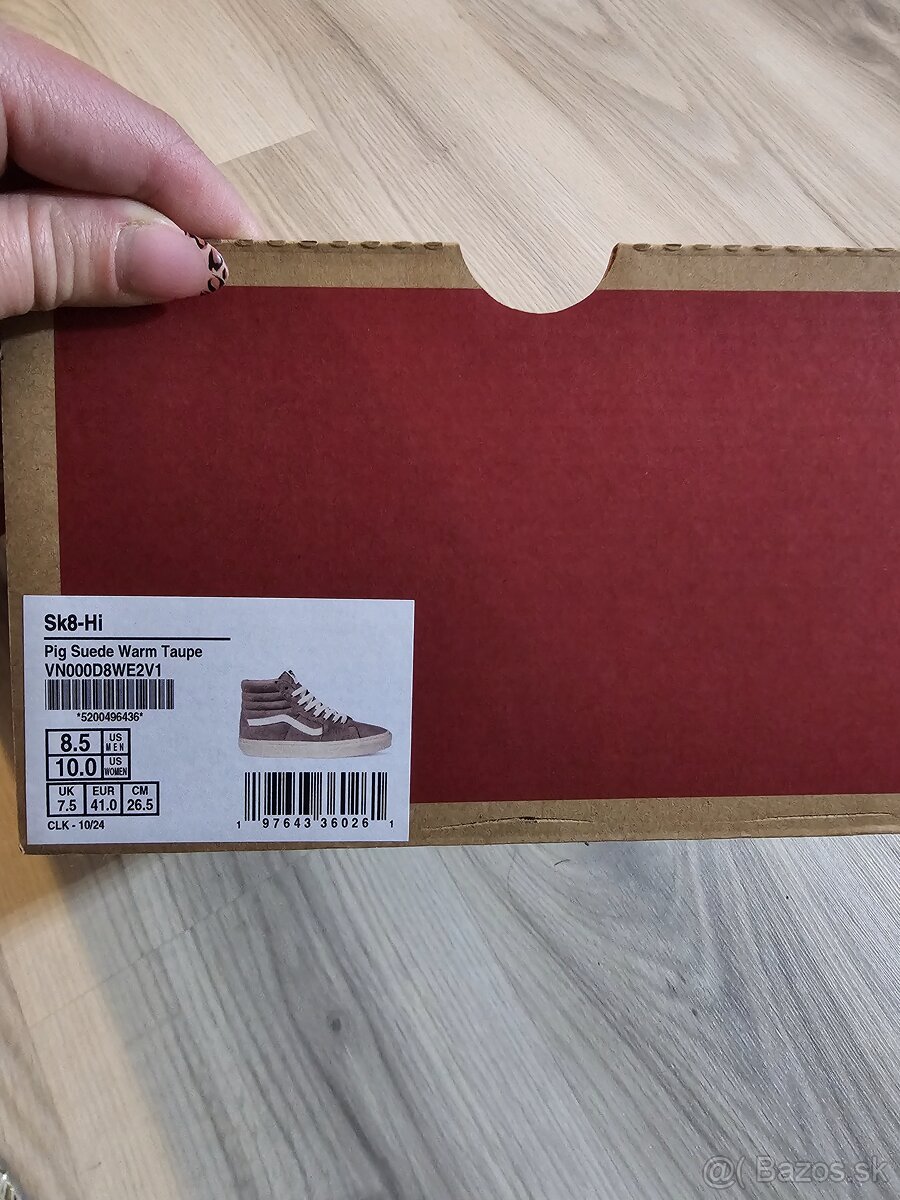 Sk8-Hi
Pig Suede Warm Taupe
VN000D8WE2V1
*5200496436*
8.5 US MEN
10.0 US WOMEN
UK EUR CM
7.5 41.0 26.5
CLK - 10/24
1 97643 36026 1
@( Bazos.sk